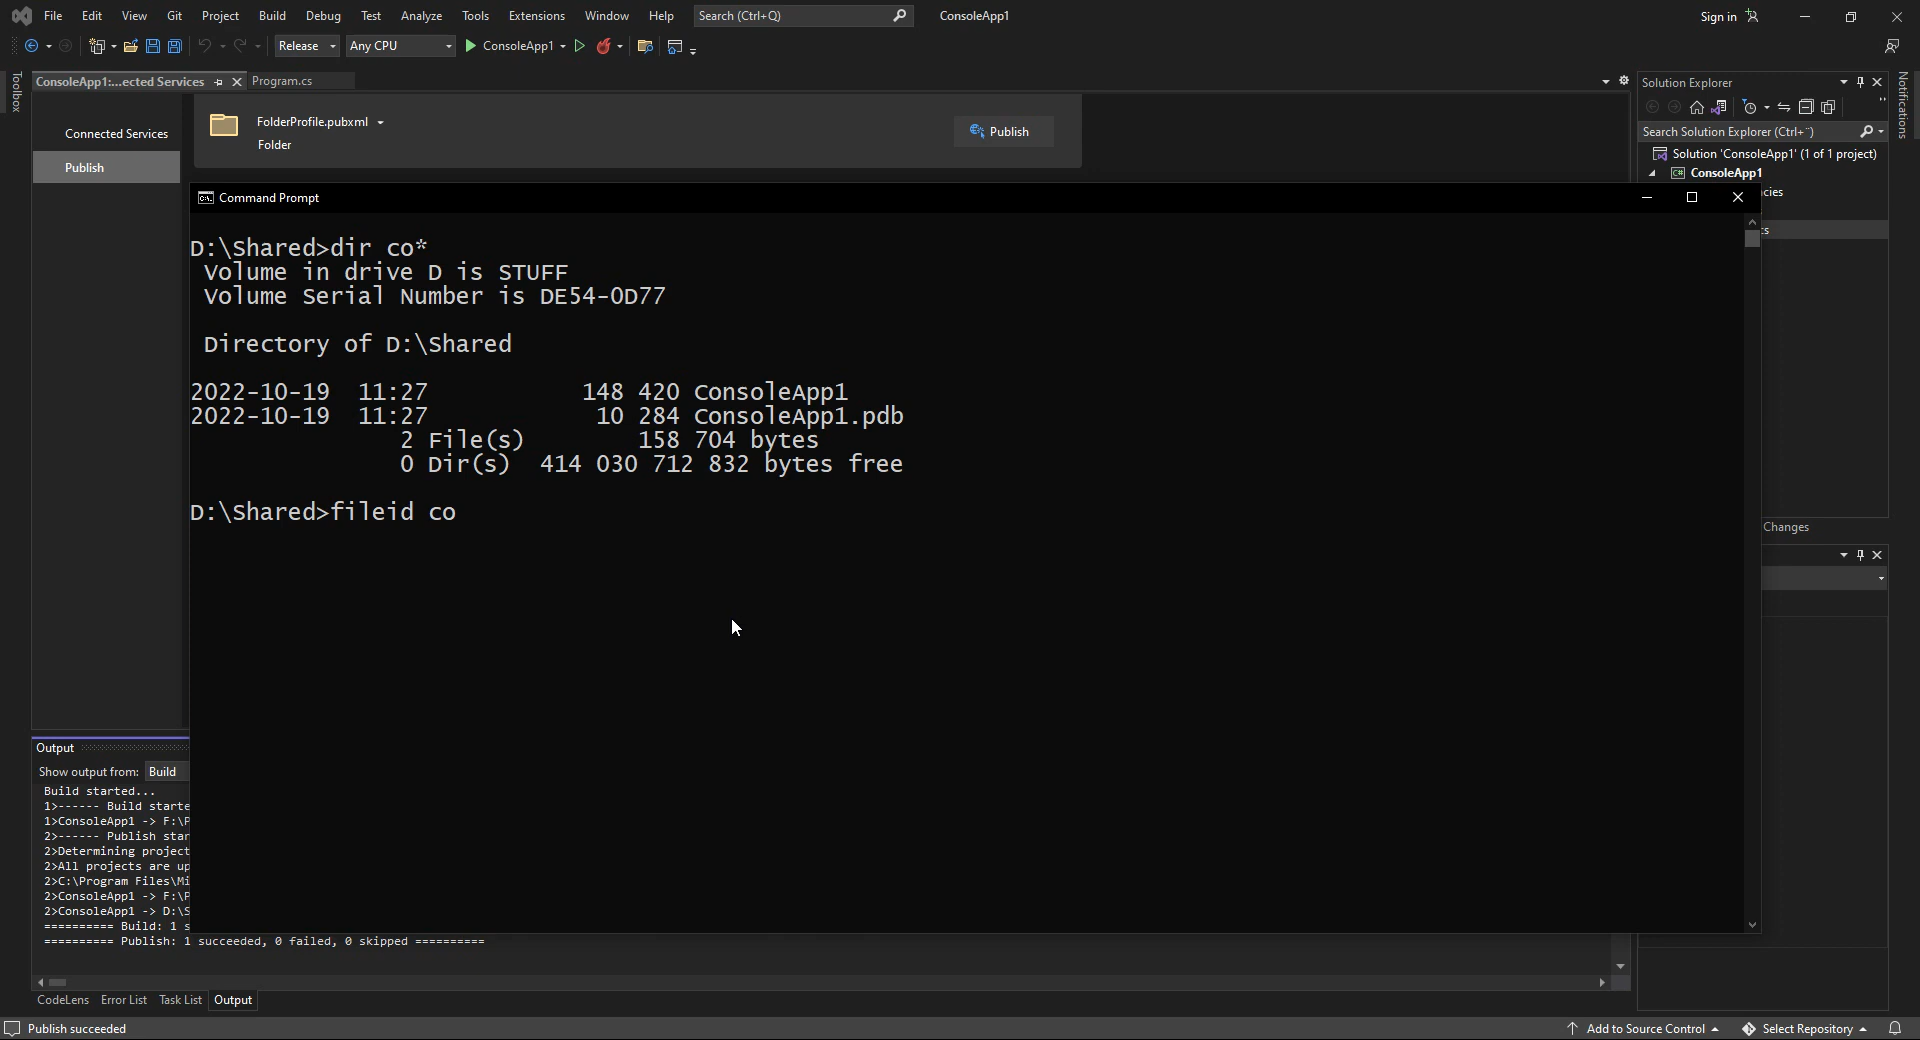 File Edit View Git Project Build Debug Test Analyze Tools Extensions Window Help Search (Ctrl+Q) ConsoleApp1 Sign in
Release Any CPU ConsoleApp1
Toolbox
ConsoleApp1:...ected Services Program.cs
Connected Services
Publish
FolderProfile.pubxml
Folder
Publish
Command Prompt
D:\Shared>dir co*
Volume in drive D is STUFF
Volume Serial Number is DE54-0D77
Directory of D:\Shared
2022-10-19 11:27 148 420 ConsoleApp1
2022-10-19 11:27 10 284 ConsoleApp1.pdb
2 File(s) 158 704 bytes
0 Dir(s) 414 030 712 832 bytes free
D:\Shared>fileid co
Solution Explorer
Search Solution Explorer (Ctrl+¨)
Solution 'ConsoleApp1' (1 of 1 project)
C# ConsoleApp1
cies
cs
Changes
Notifications
Output
Show output from: Build
Build started...
1>------ Build starte
1>ConsoleApp1 -> F:\P
2>------ Publish star
2>Determining project
2>All projects are up
2>C:\Program Files\Mi
2>ConsoleApp1 -> F:\P
2>ConsoleApp1 -> D:\S
========== Build: 1 s
========== Publish: 1 succeeded, 0 failed, 0 skipped ==========
CodeLens Error List Task List Output
Publish succeeded
Add to Source Control Select Repository